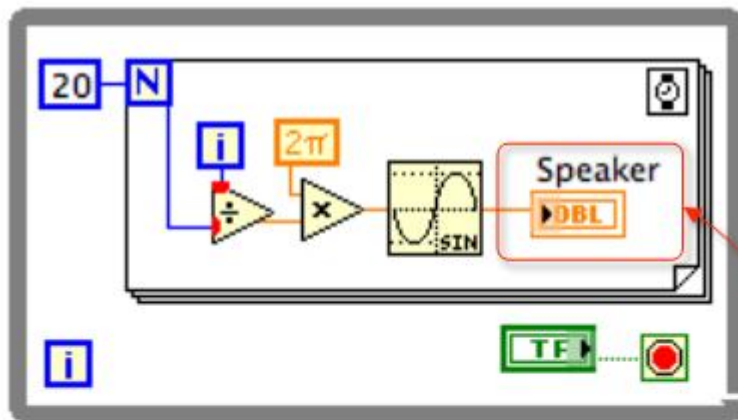 20 N
i 2π
÷ × SIN
Speaker
DBL
i
TF